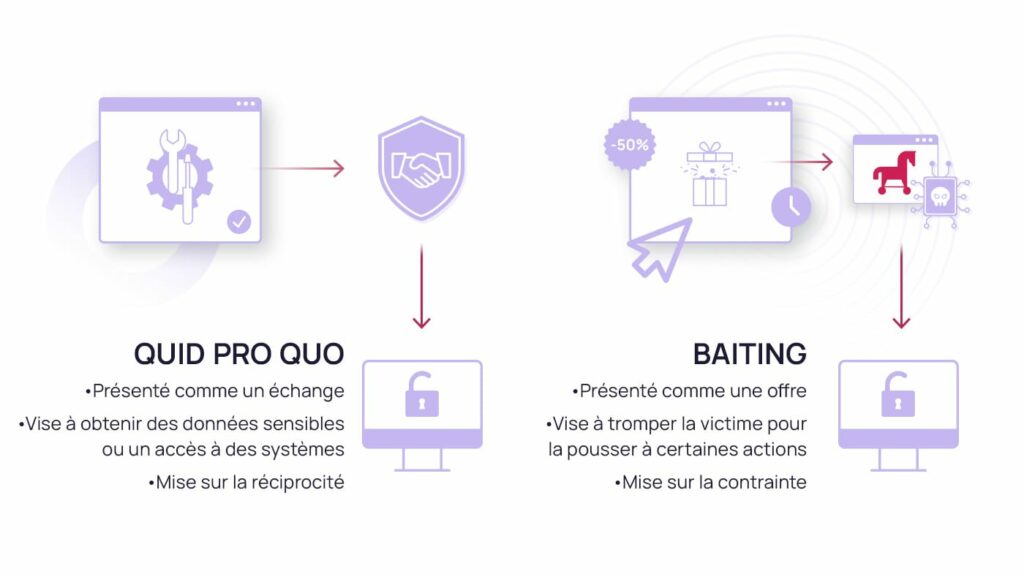 -50%
QUID PRO QUO
•Présenté comme un échange
•Vise à obtenir des données sensibles
ou un accès à des systèmes
•Mise sur la réciprocité
BAITING
•Présenté comme une offre
•Vise à tromper la victime pour
la pousser à certaines actions
•Mise sur la contrainte